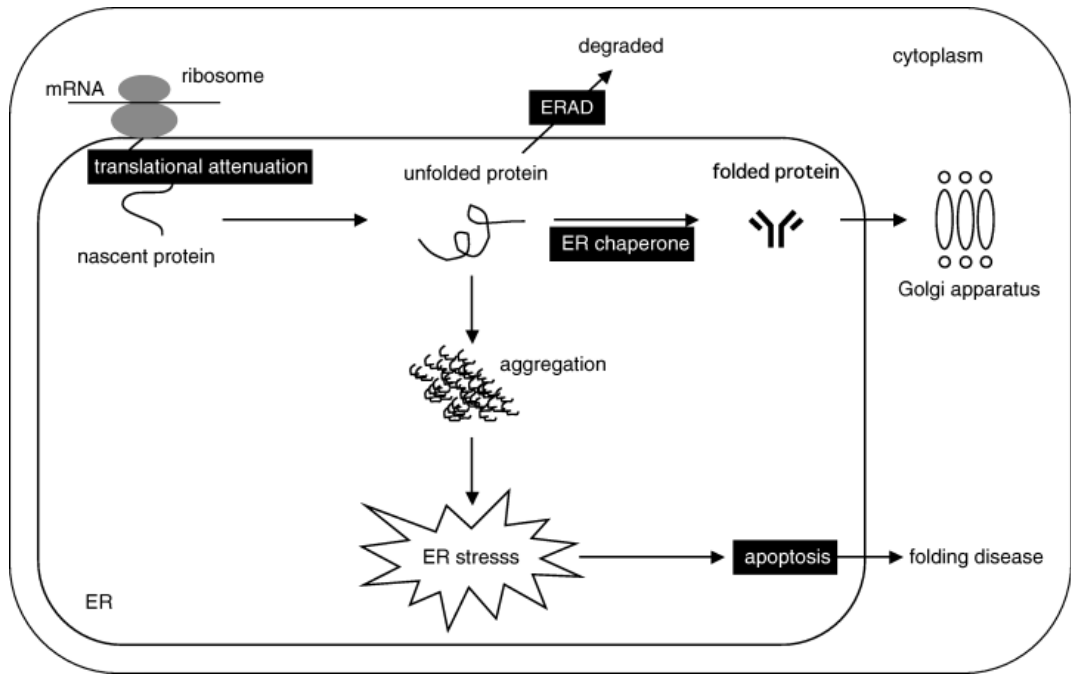 degraded
cytoplasm
ribosome
mRNA
ERAD
translational attenuation
unfolded protein
folded protein
ER chaperone
nascent protein
Golgi apparatus
aggregation
ER stresss
apoptosis
folding disease
ER